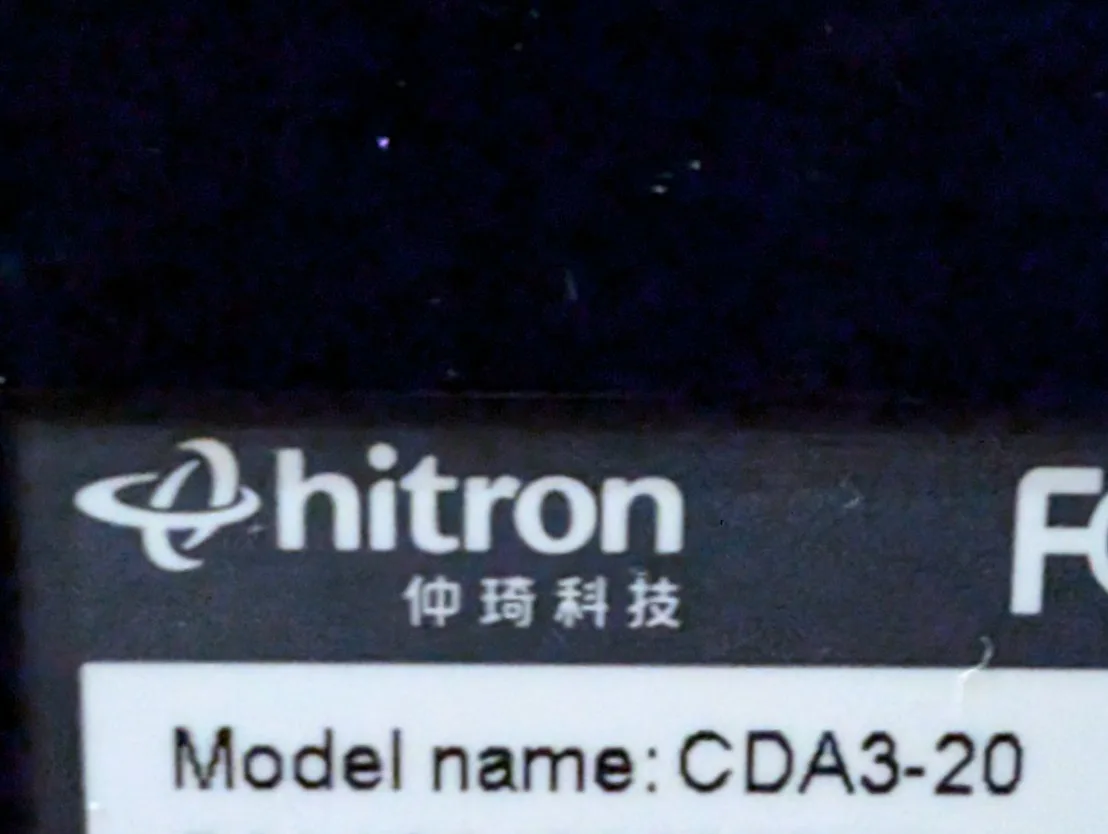 hitron
仲琦科技
Model name: CDA3-20